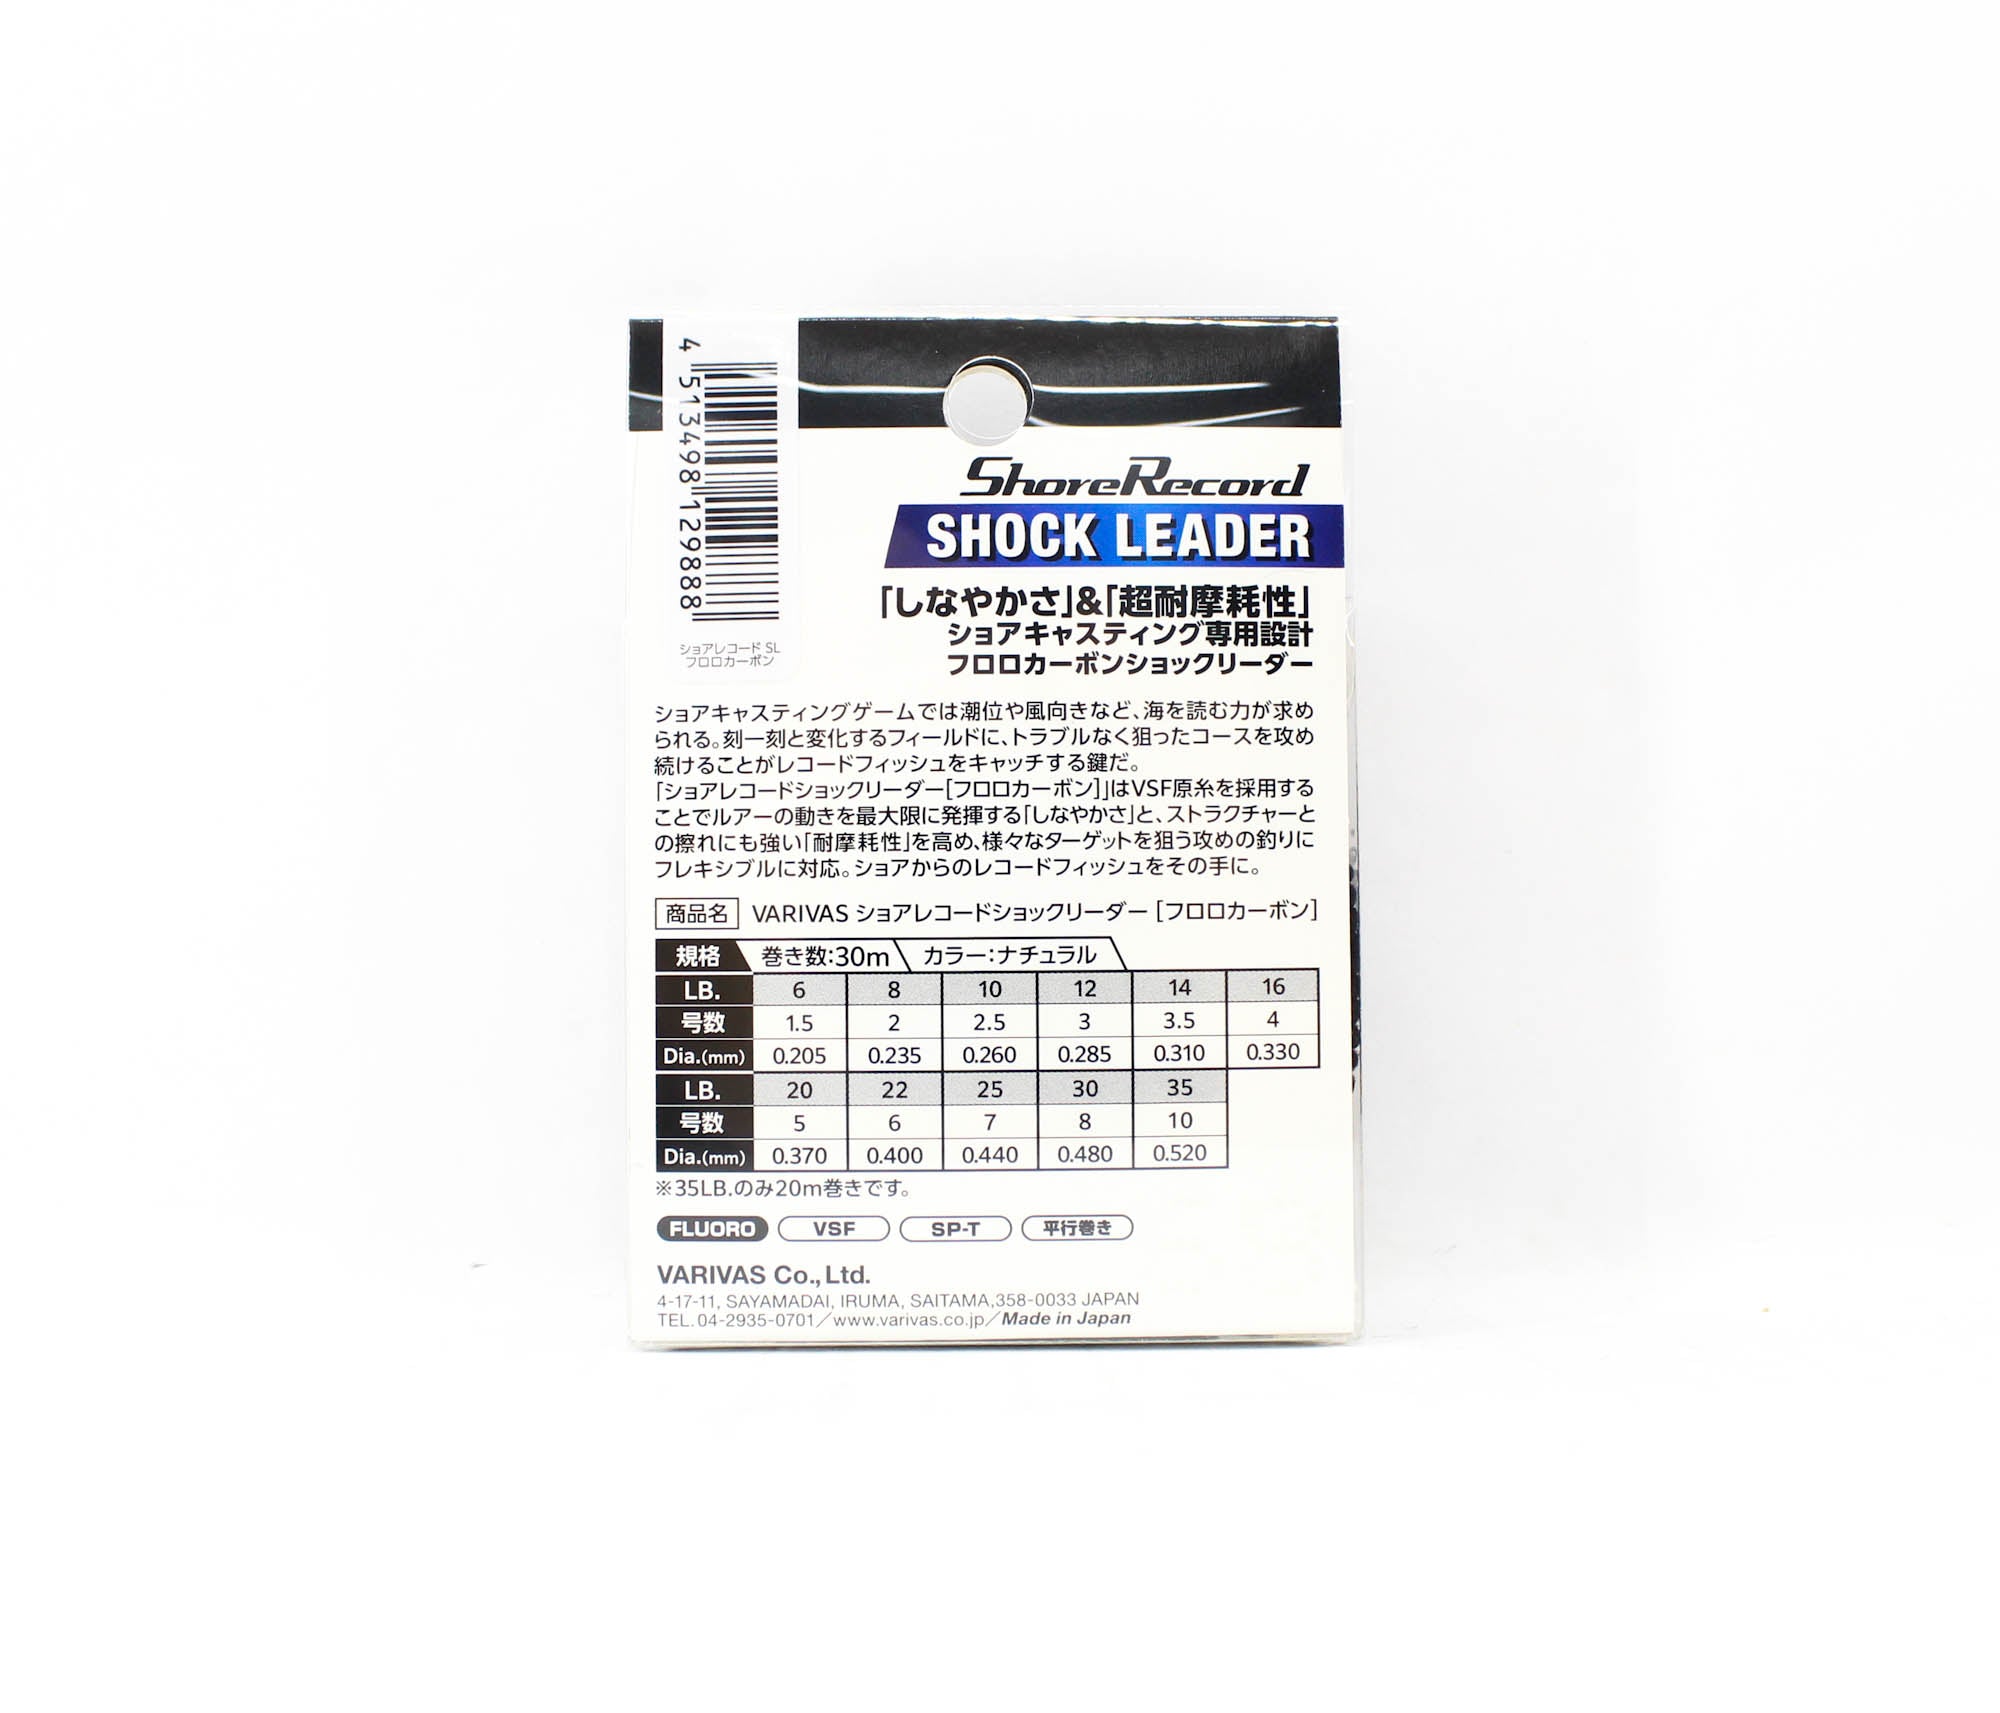 4 513498 129888
ショアレコード SL
フロロカーボン
ShoreRecord
SHOCK LEADER
「しなやかさ」&「超耐摩耗性」
ショアキャスティング専用設計
フロロカーボンショックリーダー
ショアキャスティングゲームでは潮位や風向きなど、海を読む力が求め
られる。刻一刻と変化するフィールドに、トラブルなく狙ったコースを攻め
続けることがレコードフィッシュをキャッチする鍵だ。
「ショアレコードショックリーダー[フロロカーボン]」はVSF原糸を採用する
ことでルアーの動きを最大限に発揮する「しなやかさ」と、ストラクチャーと
の擦れにも強い「耐摩耗性」を高め、様々なターゲットを狙う攻めの釣りに
フレキシブルに対応。ショアからのレコードフィッシュをその手に。
商品名 VARIVAS ショアレコードショックリーダー [フロロカーボン]
規格 巻き数:30m カラー:ナチュラル
LB. 6 8 10 12 14 16
号数 1.5 2 2.5 3 3.5 4
Dia.(mm) 0.205 0.235 0.260 0.285 0.310 0.330
LB. 20 22 25 30 35
号数 5 6 7 8 10
Dia.(mm) 0.370 0.400 0.440 0.480 0.520
※35LB.のみ20m巻きです。
FLUORO VSF SP-T 平行巻き
VARIVAS Co., Ltd.
4-17-11, SAYAMADAI, IRUMA, SAITAMA,358-0033 JAPAN
TEL.04-2935-0701／www.varivas.co.jp／Made in Japan